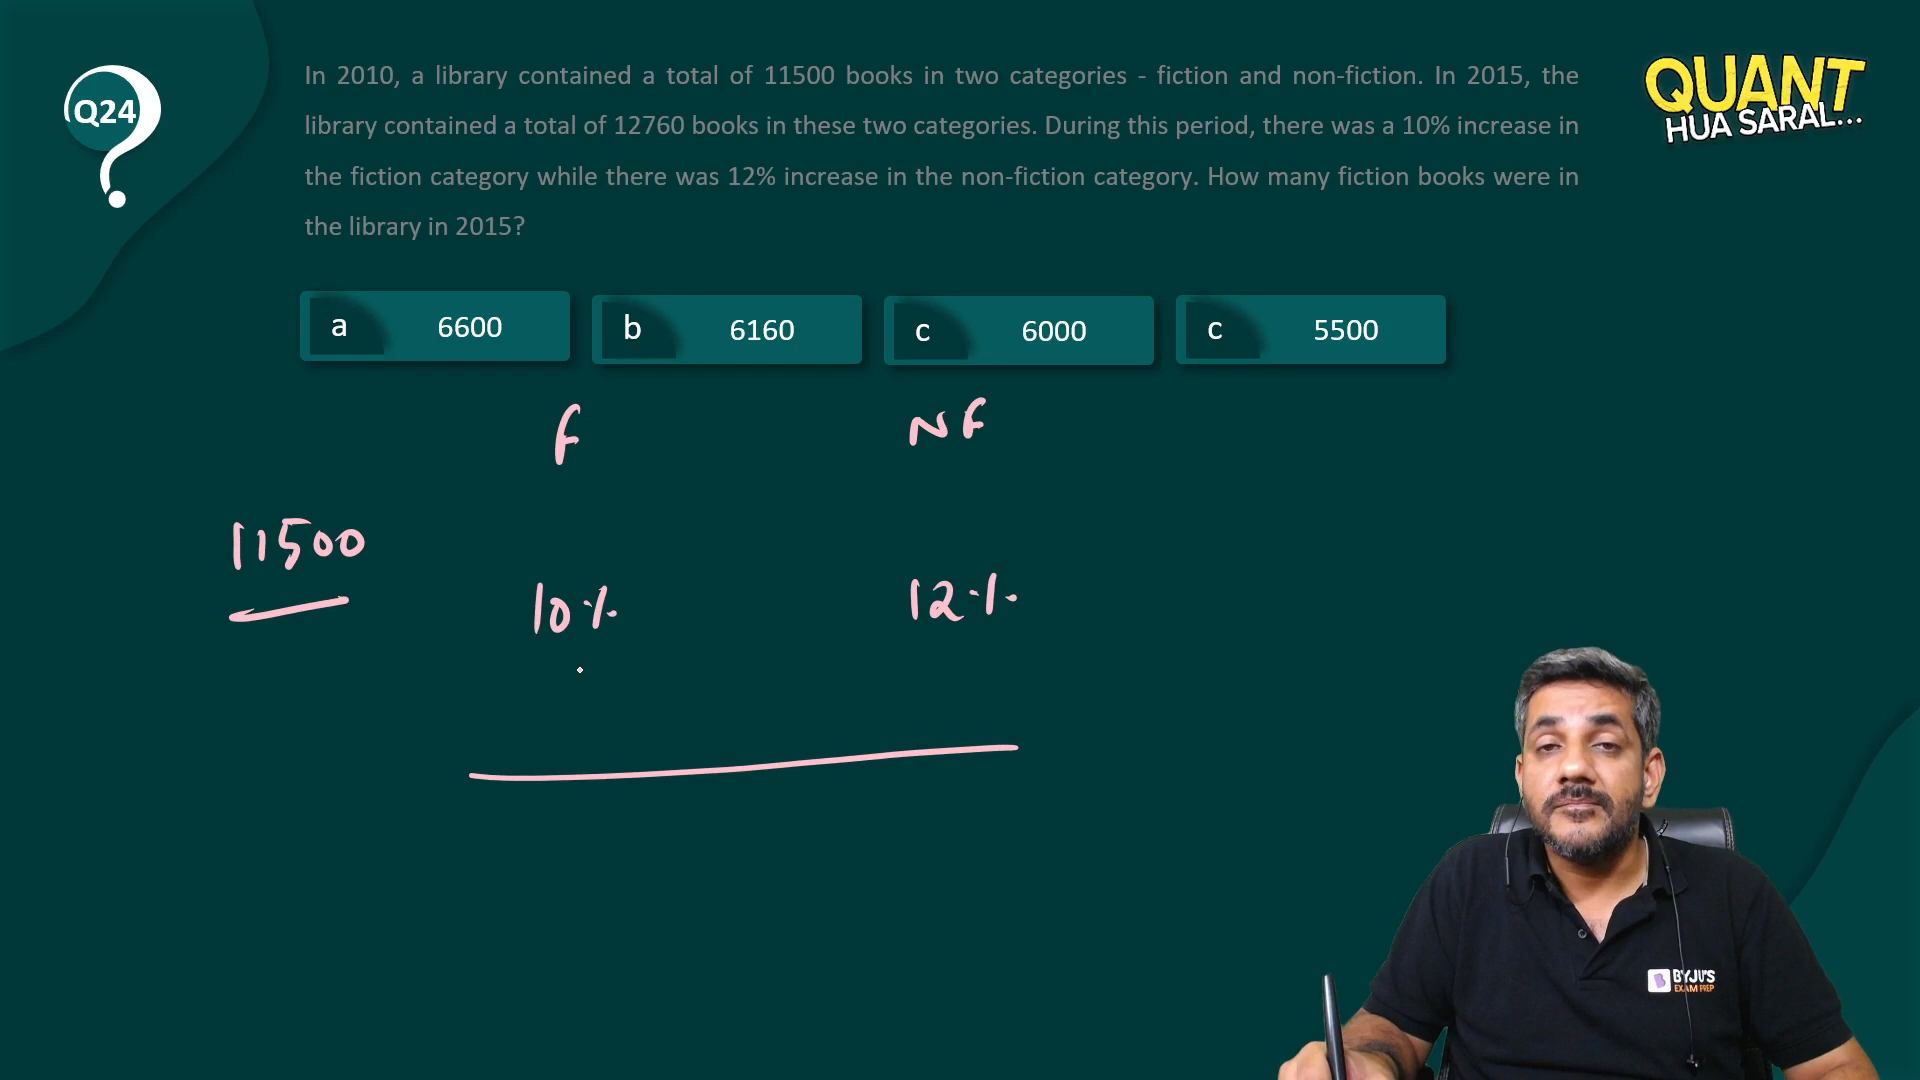 Q24
In 2010, a library contained a total of 11500 books in two categories - fiction and non-fiction. In 2015, the
library contained a total of 12760 books in these two categories. During this period, there was a 10% increase in
the fiction category while there was 12% increase in the non-fiction category. How many fiction books were in
the library in 2015?
QUANT
HUA SARAL...
a 6600 b 6160 c 6000 c 5500
F NF
11500
10% 12%
BYJU'S
EXAM PREP